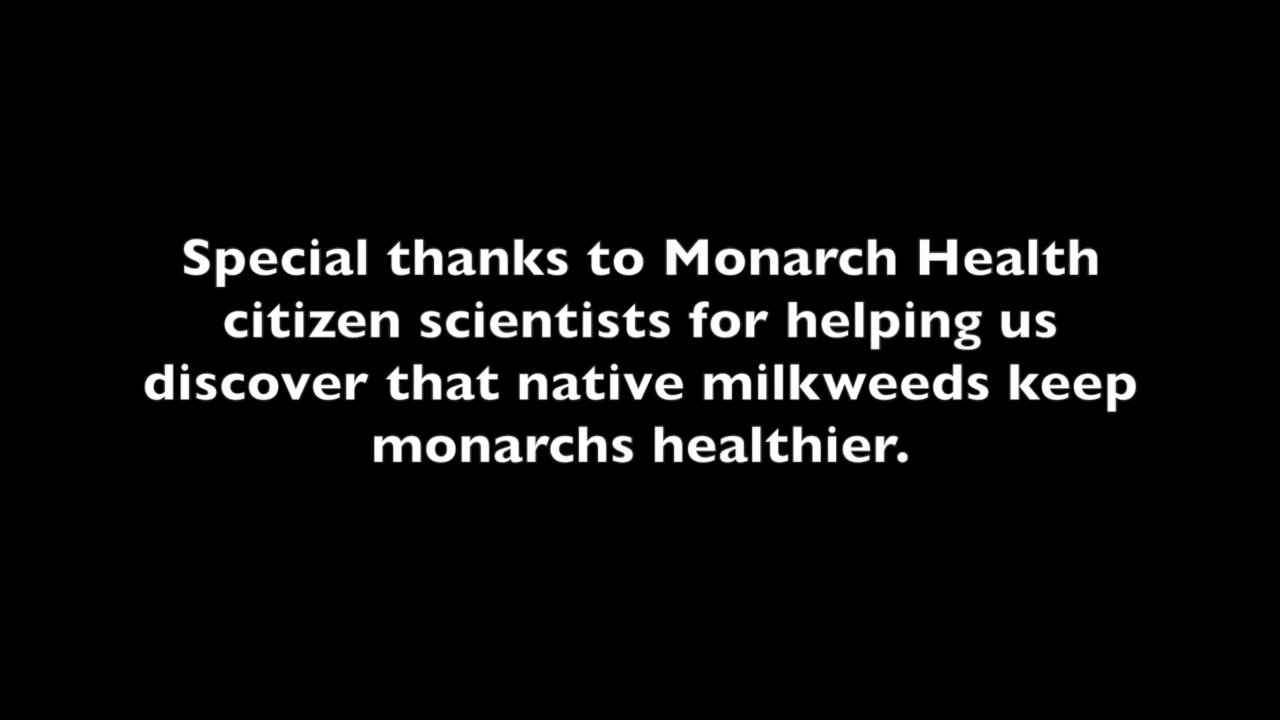 Special thanks to Monarch Health
citizen scientists for helping us
discover that native milkweeds keep
monarchs healthier.